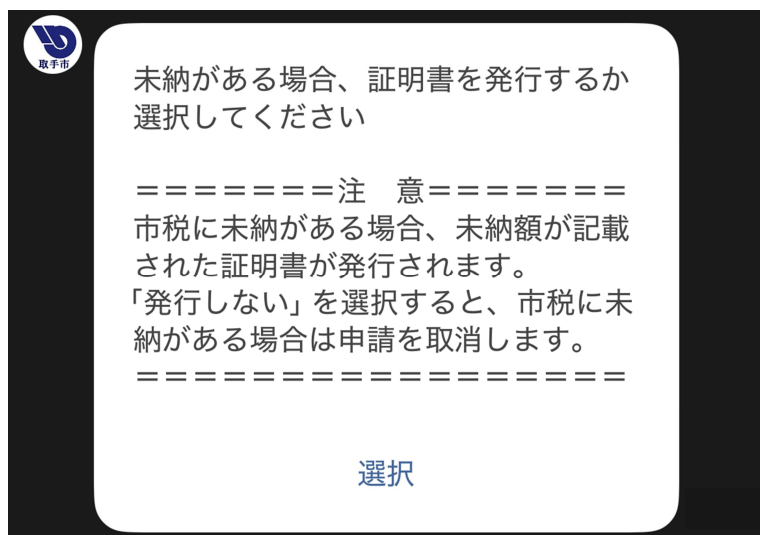 取手市
未納がある場合、証明書を発行するか
選択してください
＝＝＝＝＝＝＝注　意＝＝＝＝＝＝＝
市税に未納がある場合、未納額が記載
された証明書が発行されます。
「発行しない」を選択すると、市税に未
納がある場合は申請を取消します。
＝＝＝＝＝＝＝＝＝＝＝＝＝＝＝＝＝
選択